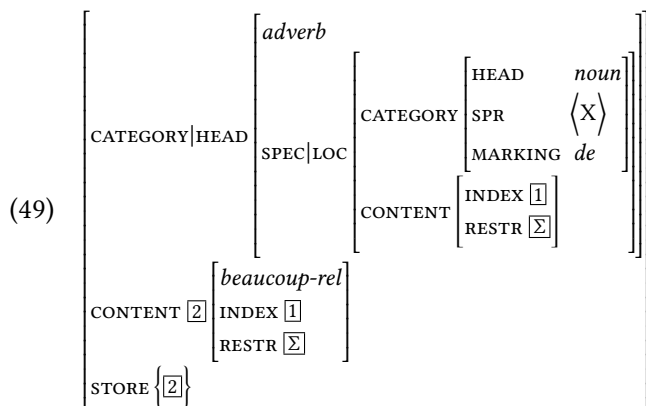 adverb
HEAD noun
CATEGORY SPR ⟨X⟩
MARKING de
CATEGORY|HEAD SPEC|LOC
CONTENT INDEX 1
RESTR Σ
(49)
beaucoup-rel
CONTENT 2 INDEX 1
RESTR Σ
STORE {2}